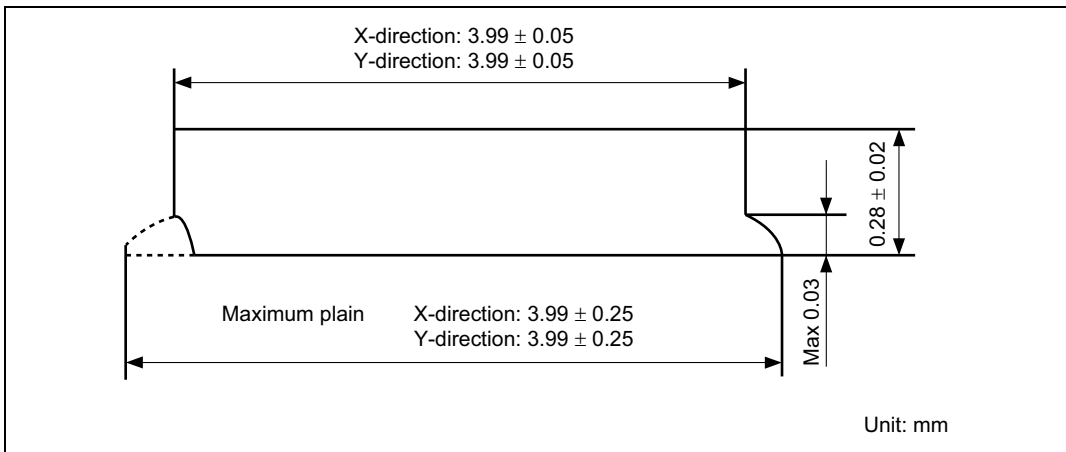 X-direction: 3.99 ± 0.05
Y-direction: 3.99 ± 0.05
0.28 ± 0.02
Max 0.03
Maximum plain X-direction: 3.99 ± 0.25
Y-direction: 3.99 ± 0.25
Unit: mm